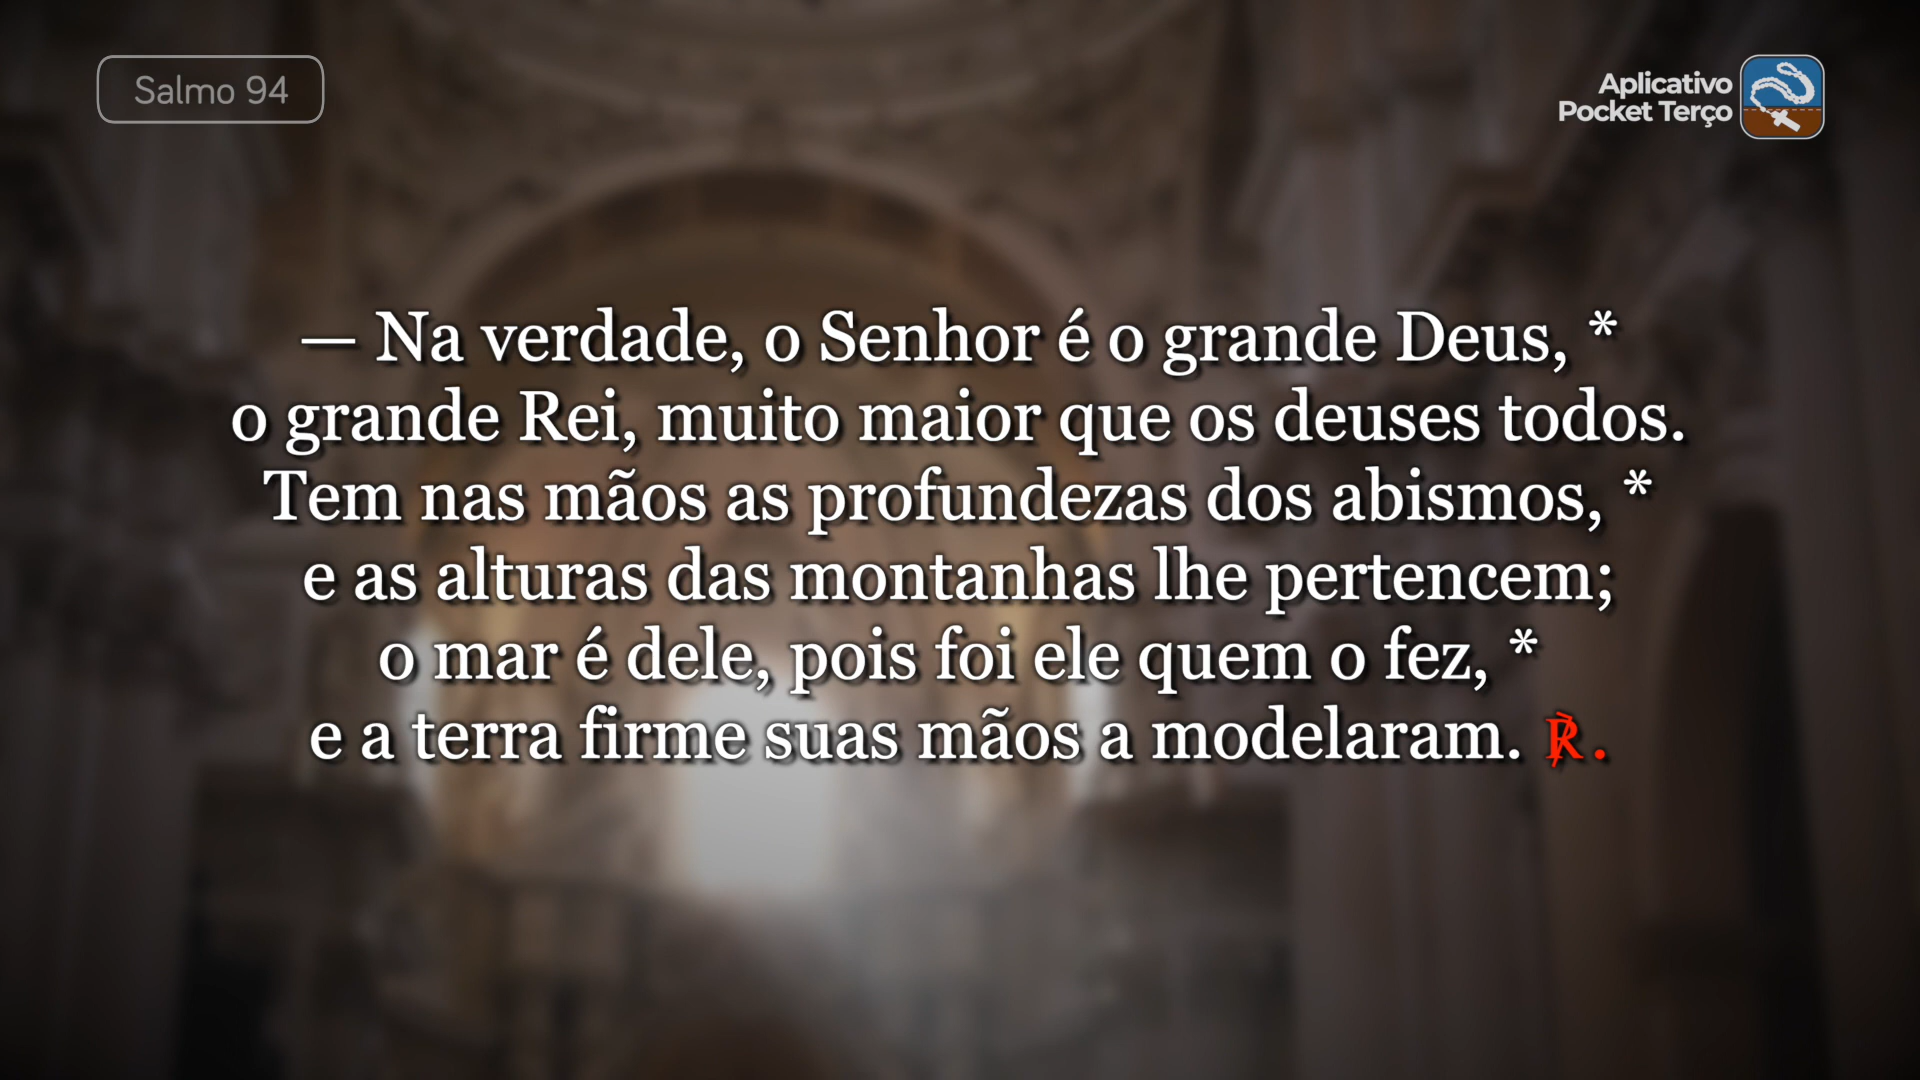 Salmo 94
Aplicativo
Pocket Terço
— Na verdade, o Senhor é o grande Deus, *
o grande Rei, muito maior que os deuses todos.
Tem nas mãos as profundezas dos abismos, *
e as alturas das montanhas lhe pertencem;
o mar é dele, pois foi ele quem o fez, *
e a terra firme suas mãos a modelaram. ℟.